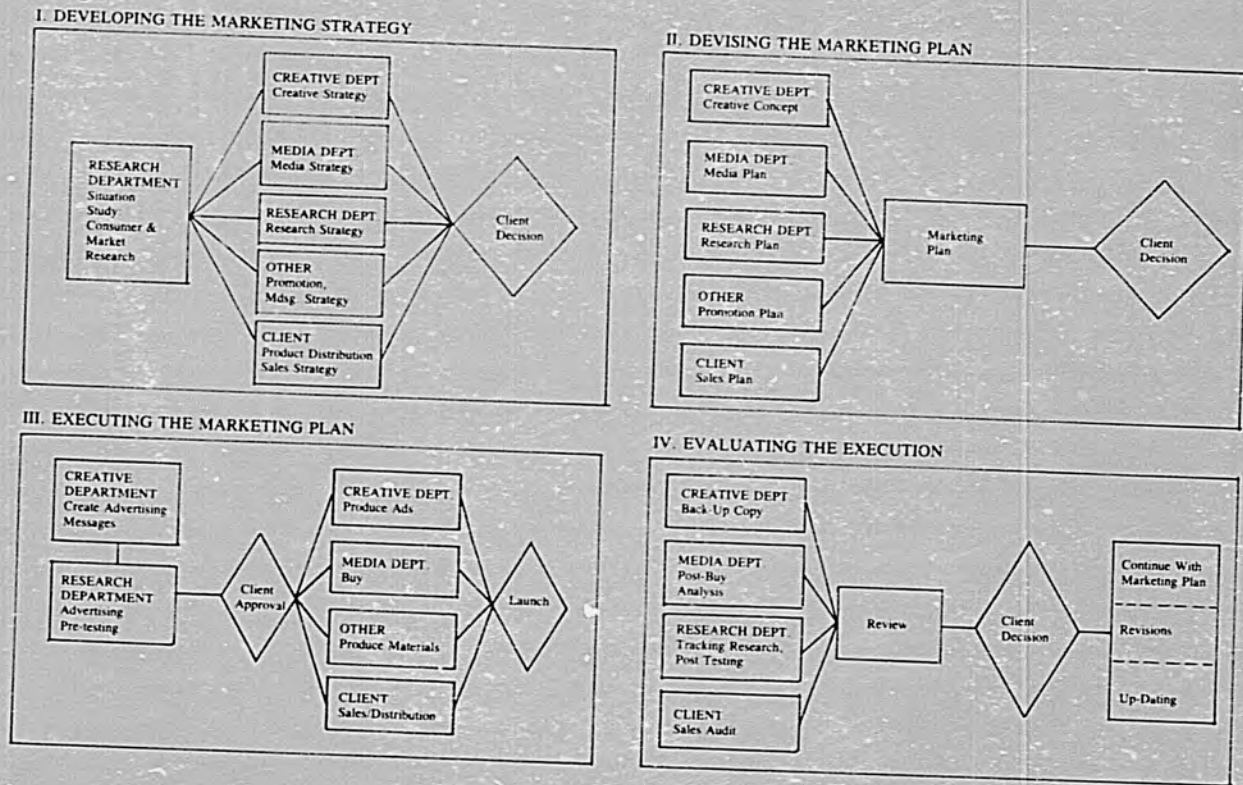 I. DEVELOPING THE MARKETING STRATEGY
RESEARCH
DEPARTMENT
Situation
Study
Consumer &
Market
Research
CREATIVE DEPT
Creative Strategy
MEDIA DEPT.
Media Strategy
RESEARCH DEPT
Research Strategy
OTHER
Promotion,
Mdsg. Strategy
CLIENT
Product Distribution
Sales Strategy
Client
Decision
II. DEVISING THE MARKETING PLAN
CREATIVE DEPT.
Creative Concept
MEDIA DEPT.
Media Plan
RESEARCH DEPT.
Research Plan
OTHER
Promotion Plan
CLIENT
Sales Plan
Marketing
Plan
Client
Decision
III. EXECUTING THE MARKETING PLAN
CREATIVE
DEPARTMENT
Create Advertising
Messages
RESEARCH
DEPARTMENT
Advertising
Pre-testing
Client
Approval
CREATIVE DEPT.
Produce Ads
MEDIA DEPT.
Buy
OTHER
Produce Materials
CLIENT
Sales/Distribution
Launch
IV. EVALUATING THE EXECUTION
CREATIVE DEPT
Back-Up Copy
MEDIA DEPT.
Post-Buy
Analysis
RESEARCH DEPT.
Tracking Research,
Post Testing
CLIENT
Sales Audit
Review
Client
Decision
Continue With
Marketing Plan
Revisions
Up-Dating